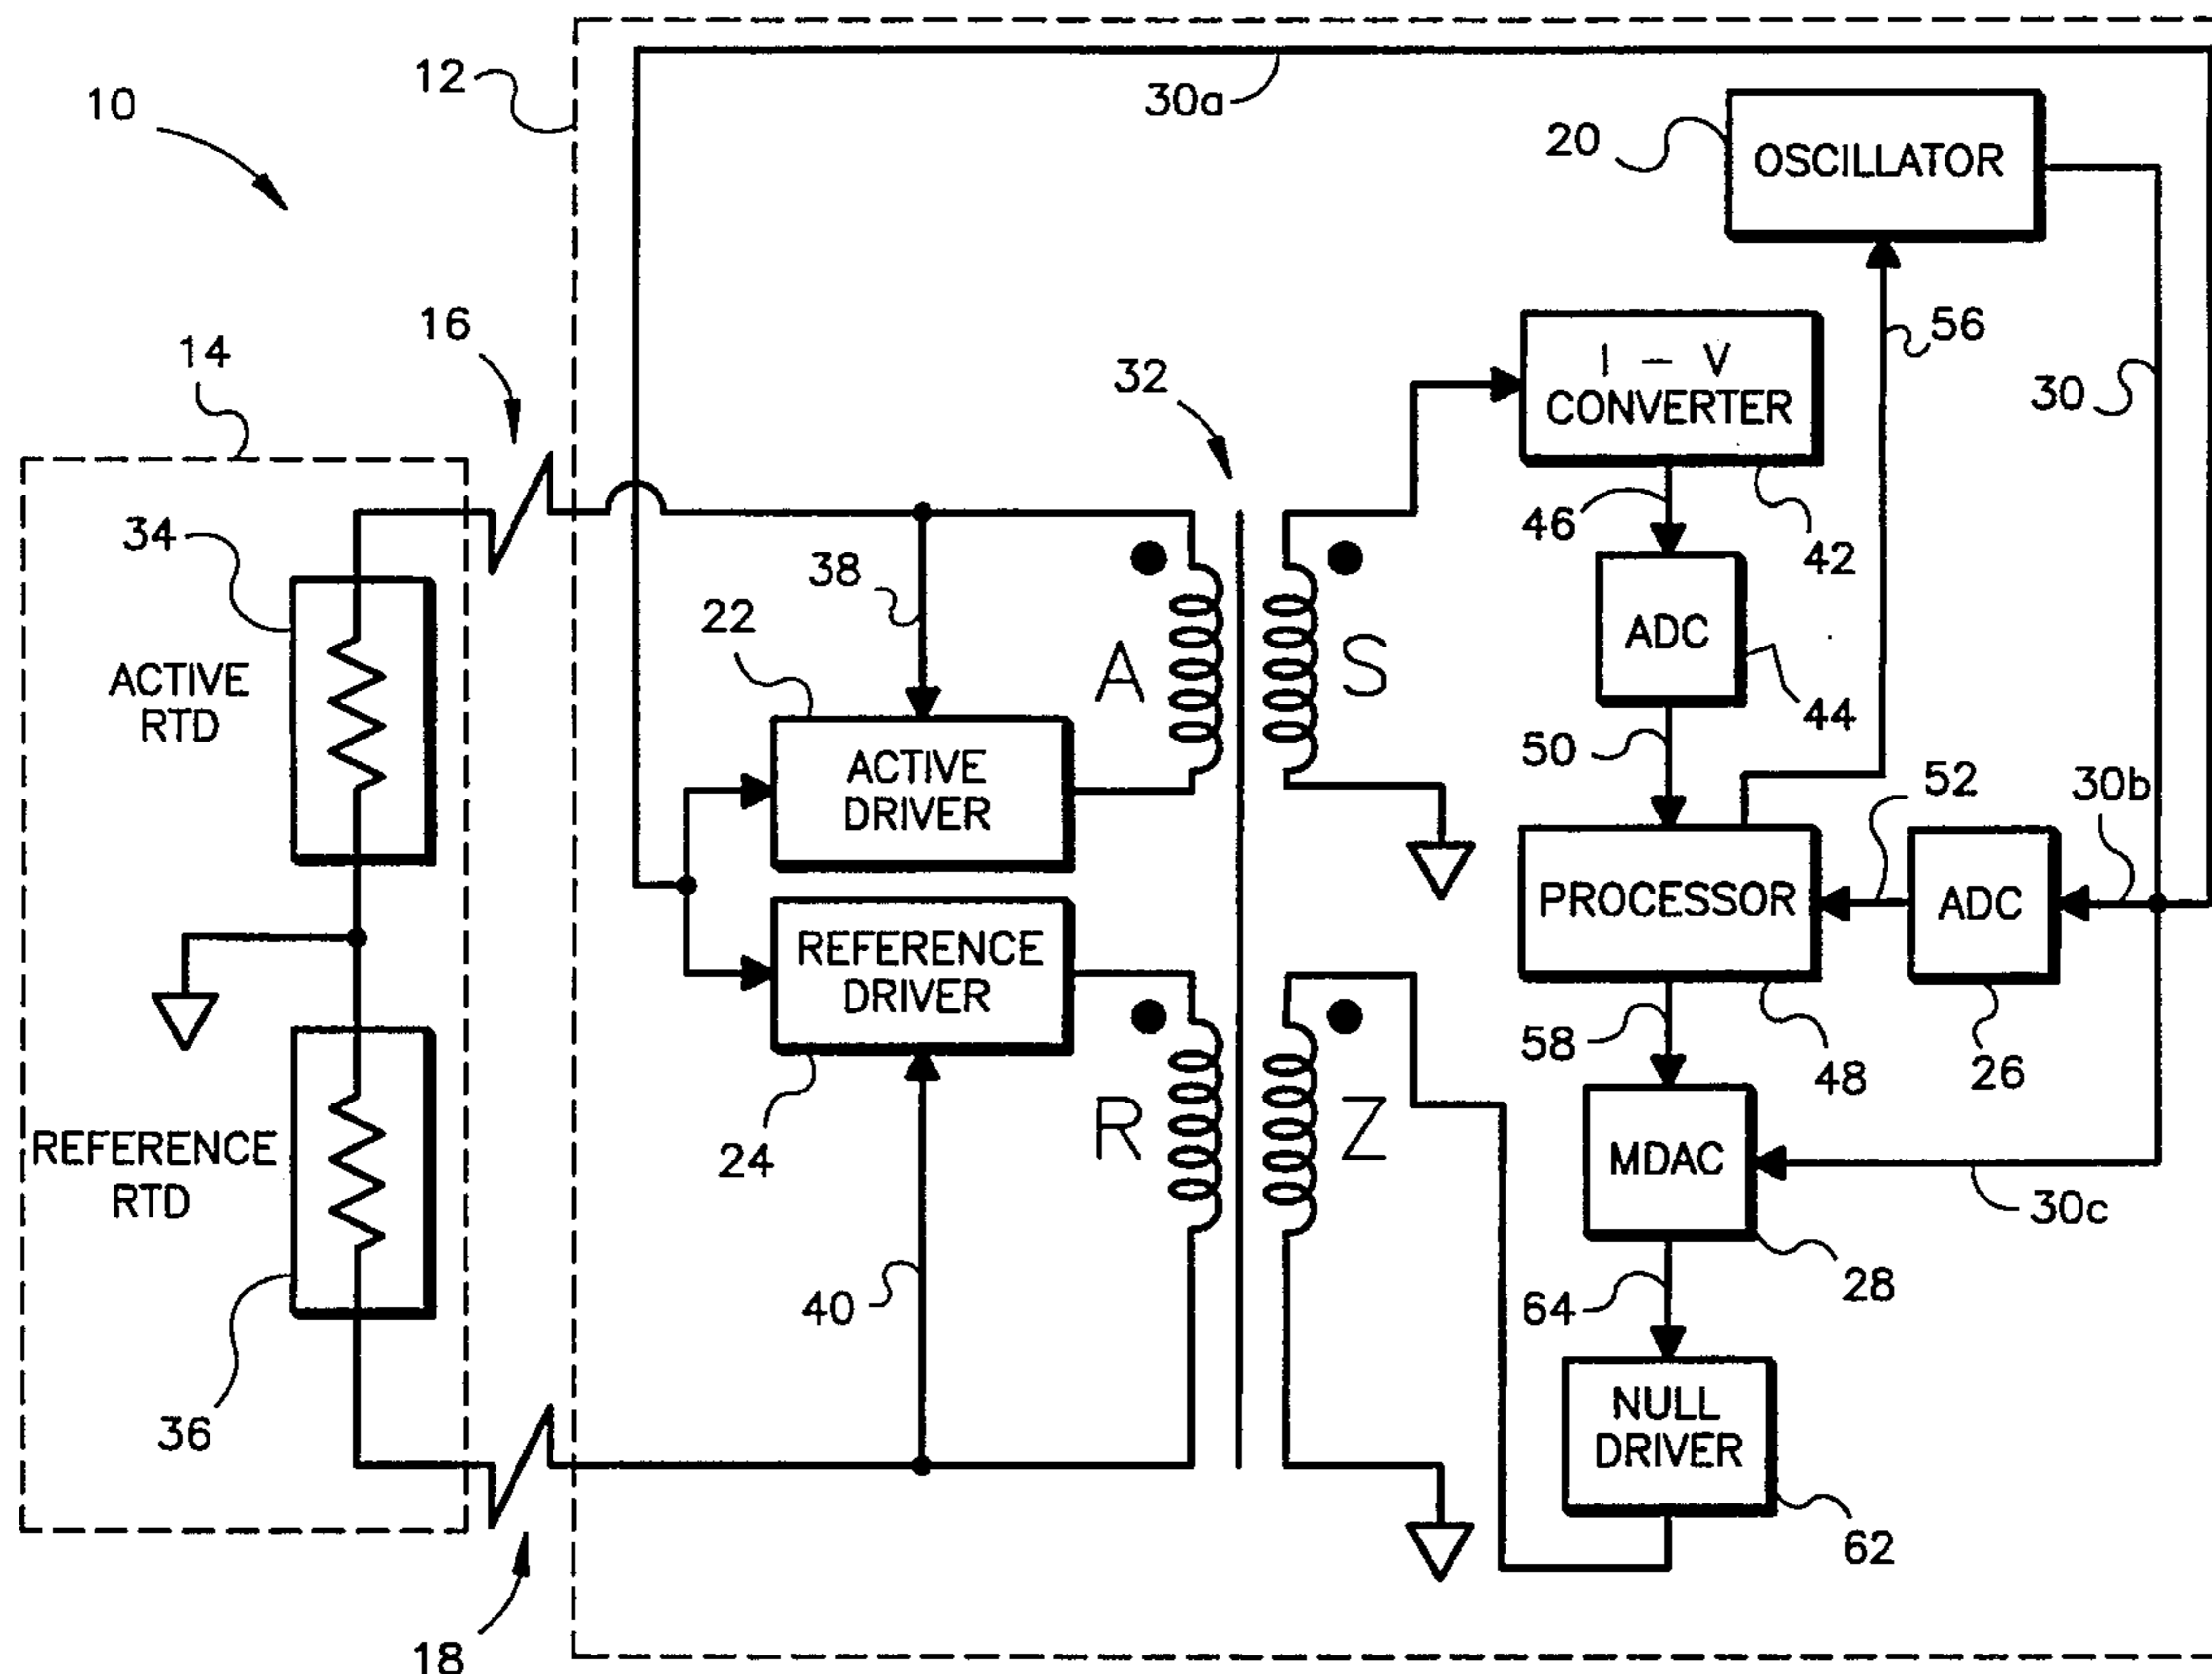 10
12
30a
20
OSCILLATOR
16
14
32
I – V
CONVERTER
56
30
34
38
46
42
22
ADC
ACTIVE
RTD
A
S
44
50
ACTIVE
DRIVER
52
30b
PROCESSOR
ADC
REFERENCE
DRIVER
58
48
26
REFERENCE
RTD
24
R
Z
MDAC
30c
40
64
28
36
NULL
DRIVER
62
18